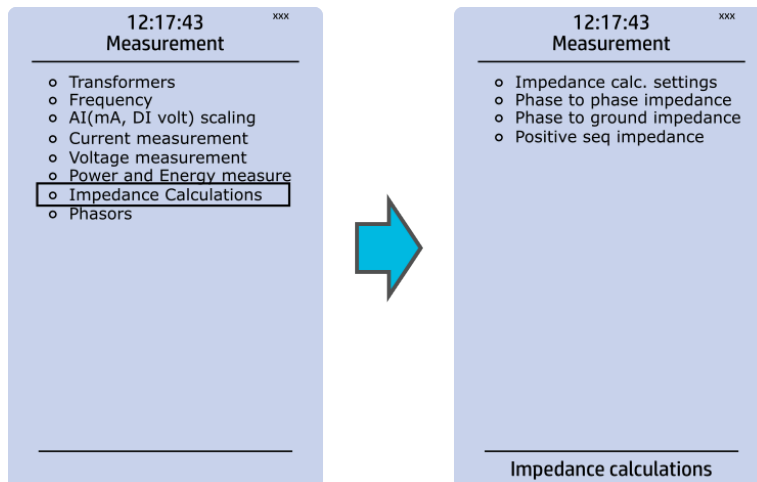 12:17:43
xxx
Measurement
Transformers
Frequency
AI(mA, DI volt) scaling
Current measurement
Voltage measurement
Power and Energy measure
Impedance Calculations
Phasors
12:17:43
xxx
Measurement
Impedance calc. settings
Phase to phase impedance
Phase to ground impedance
Positive seq impedance
Impedance calculations